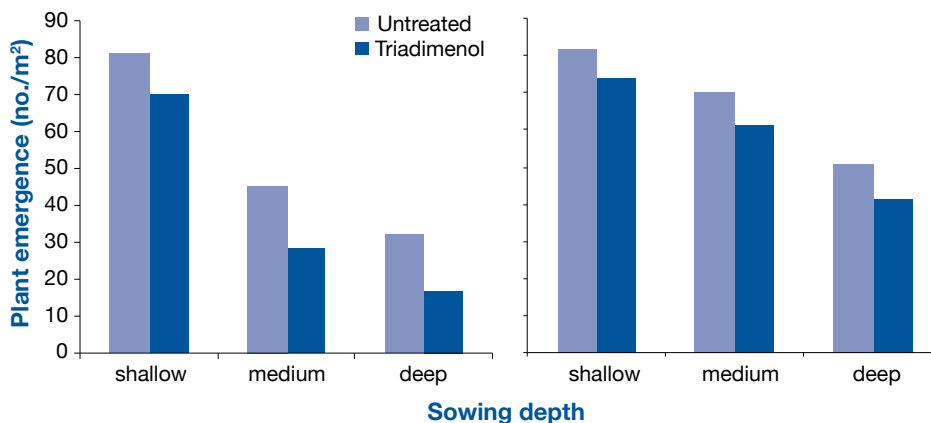 Plant emergence (no./m²)
90
80
70
60
50
40
30
20
10
0
Untreated
Triadimenol
shallow medium deep
shallow medium deep
Sowing depth